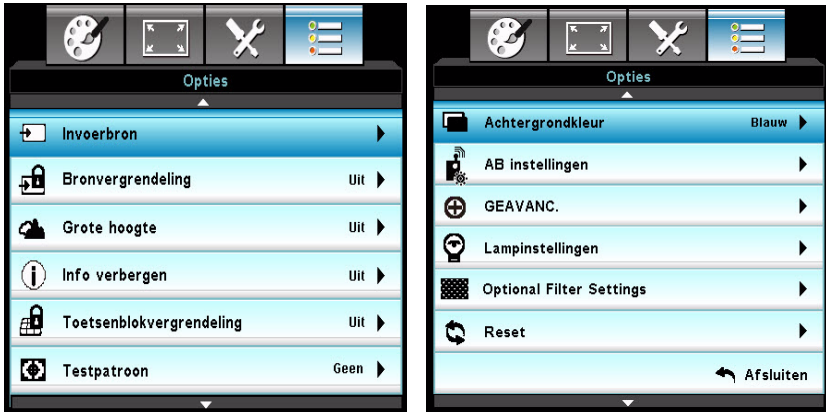 Opties
Invoerbron
Bronvergrendeling Uit
Grote hoogte Uit
Info verbergen Uit
Toetsenblokvergrendeling Uit
Testpatroon Geen
Opties
Achtergrondkleur Blauw
AB instellingen
GEAVANC.
Lampinstellingen
Optional Filter Settings
Reset
Afsluiten